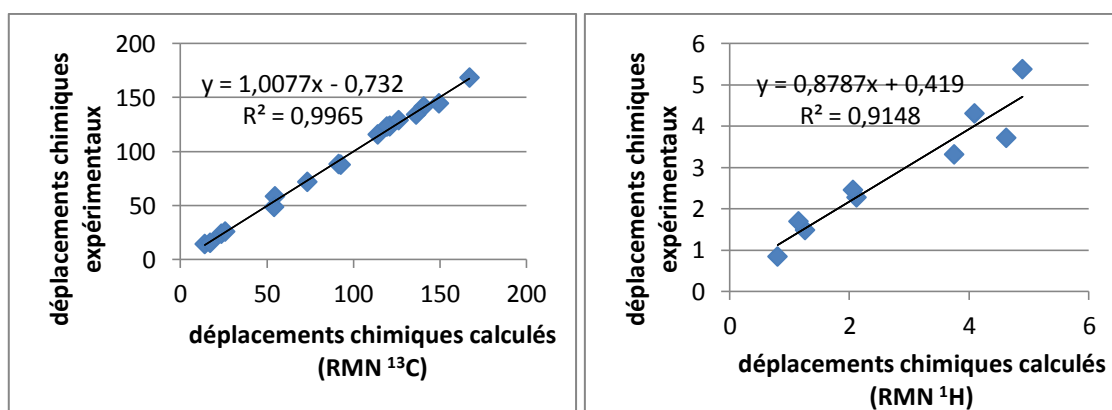 déplacements chimiques
expérimentaux
200
150
100
50
0
y = 1,0077x - 0,732
R² = 0,9965
0 50 100 150 200
déplacements chimiques calculés
(RMN ¹³C)
déplacements chimiques
expérimentaux
6
5
4
3
2
1
0
y = 0,8787x + 0,419
R² = 0,9148
0 2 4 6
déplacements chimiques calculés
(RMN ¹H)